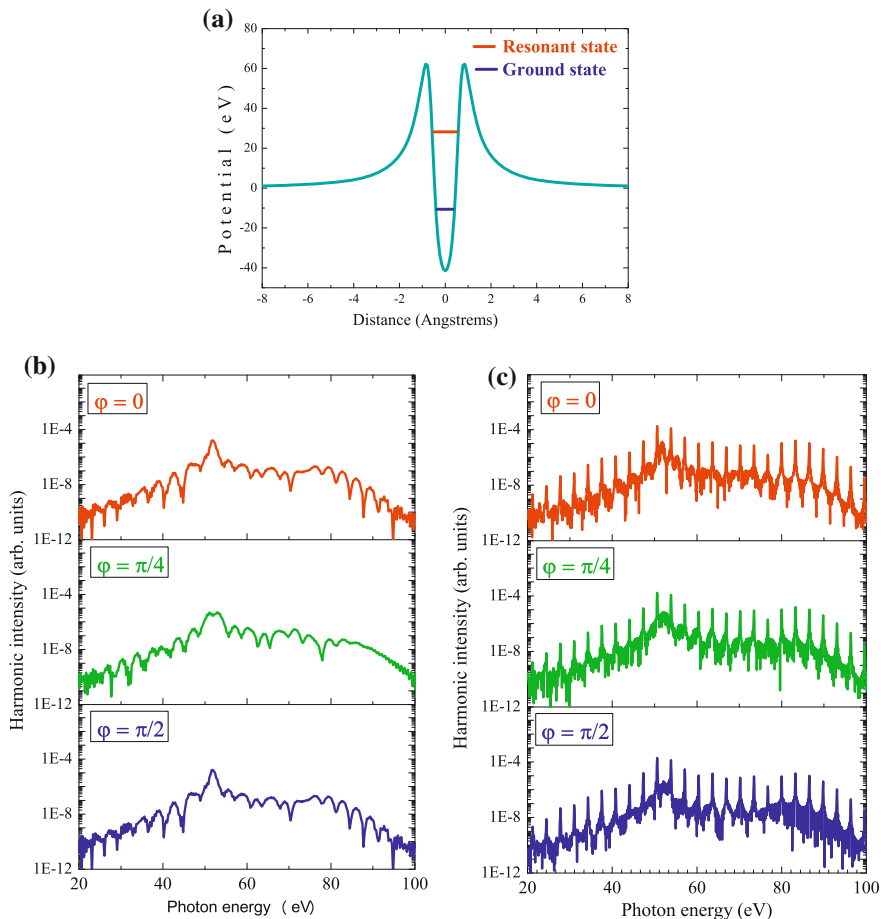 (a)
80
60
40
20
0
-20
-40
Potential (eV)
Resonant state
Ground state
-8 -6 -4 -2 0 2 4 6 8
Distance (Angstrems)
(b)
φ = 0
1E-4
1E-8
1E-12
φ = π/4
1E-4
1E-8
1E-12
φ = π/2
1E-4
1E-8
1E-12
Harmonic intensity (arb. units)
20 40 60 80 100
Photon energy (eV)
(c)
φ = 0
1E-4
1E-8
1E-12
φ = π/4
1E-4
1E-8
1E-12
φ = π/2
1E-4
1E-8
1E-12
Harmonic intensity (arb. units)
20 40 60 80 100
Photon energy (eV)